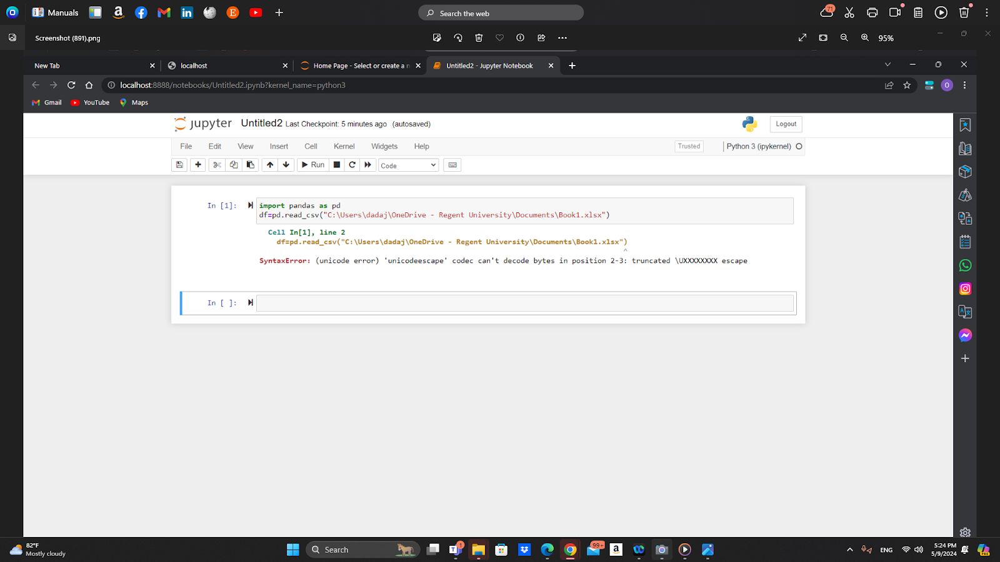 Manuals
Search the web
71
Screenshot (891).png
95%
New Tab
localhost
Home Page - Select or create a n
Untitled2 - Jupyter Notebook
localhost:8888/notebooks/Untitled2.ipynb?kernel_name=python3
O
Gmail
YouTube
Maps
jupyter
Untitled2 Last Checkpoint: 5 minutes ago (autosaved)
Logout
File Edit View Insert Cell Kernel Widgets Help
Trusted
Python 3 (ipykernel)
Run
Code
In [1]:
import pandas as pd
df=pd.read_csv("C:\Users\dadaj\OneDrive - Regent University\Documents\Book1.xlsx")
Cell In[1], line 2
df=pd.read_csv("C:\Users\dadaj\OneDrive - Regent University\Documents\Book1.xlsx")
^
SyntaxError: (unicode error) 'unicodeescape' codec can't decode bytes in position 2-3: truncated \UXXXXXXXX escape
In [ ]:
82°F
Mostly cloudy
Search
1
99+
ENG
5:24 PM
5/9/2024